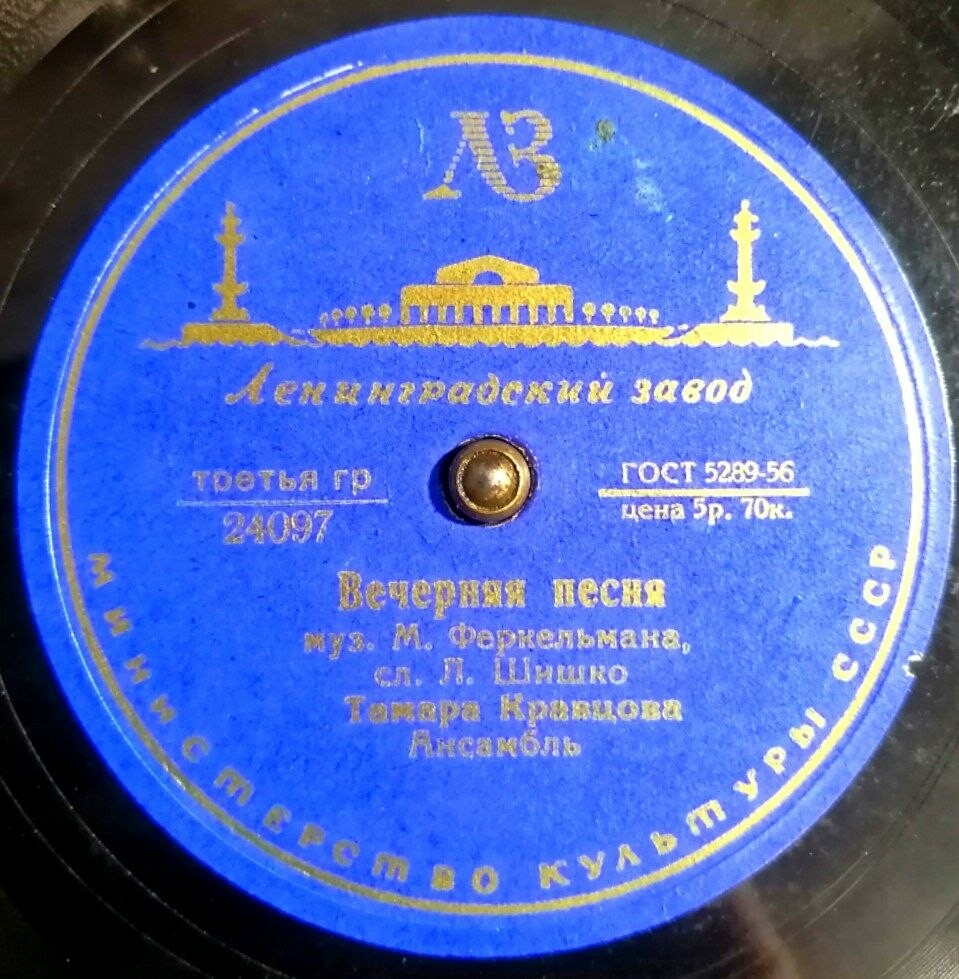 ЛЗ
Ленинградский завод
третья гр
24097
ГОСТ 5289-56
цена 5р. 70к.
Вечерняя песня
муз. М. Феркельмана,
сл. Л. Шишко
Тамара Кравцова
Ансамбль
МИНИСТЕРСТВО КУЛЬТУРЫ СССР